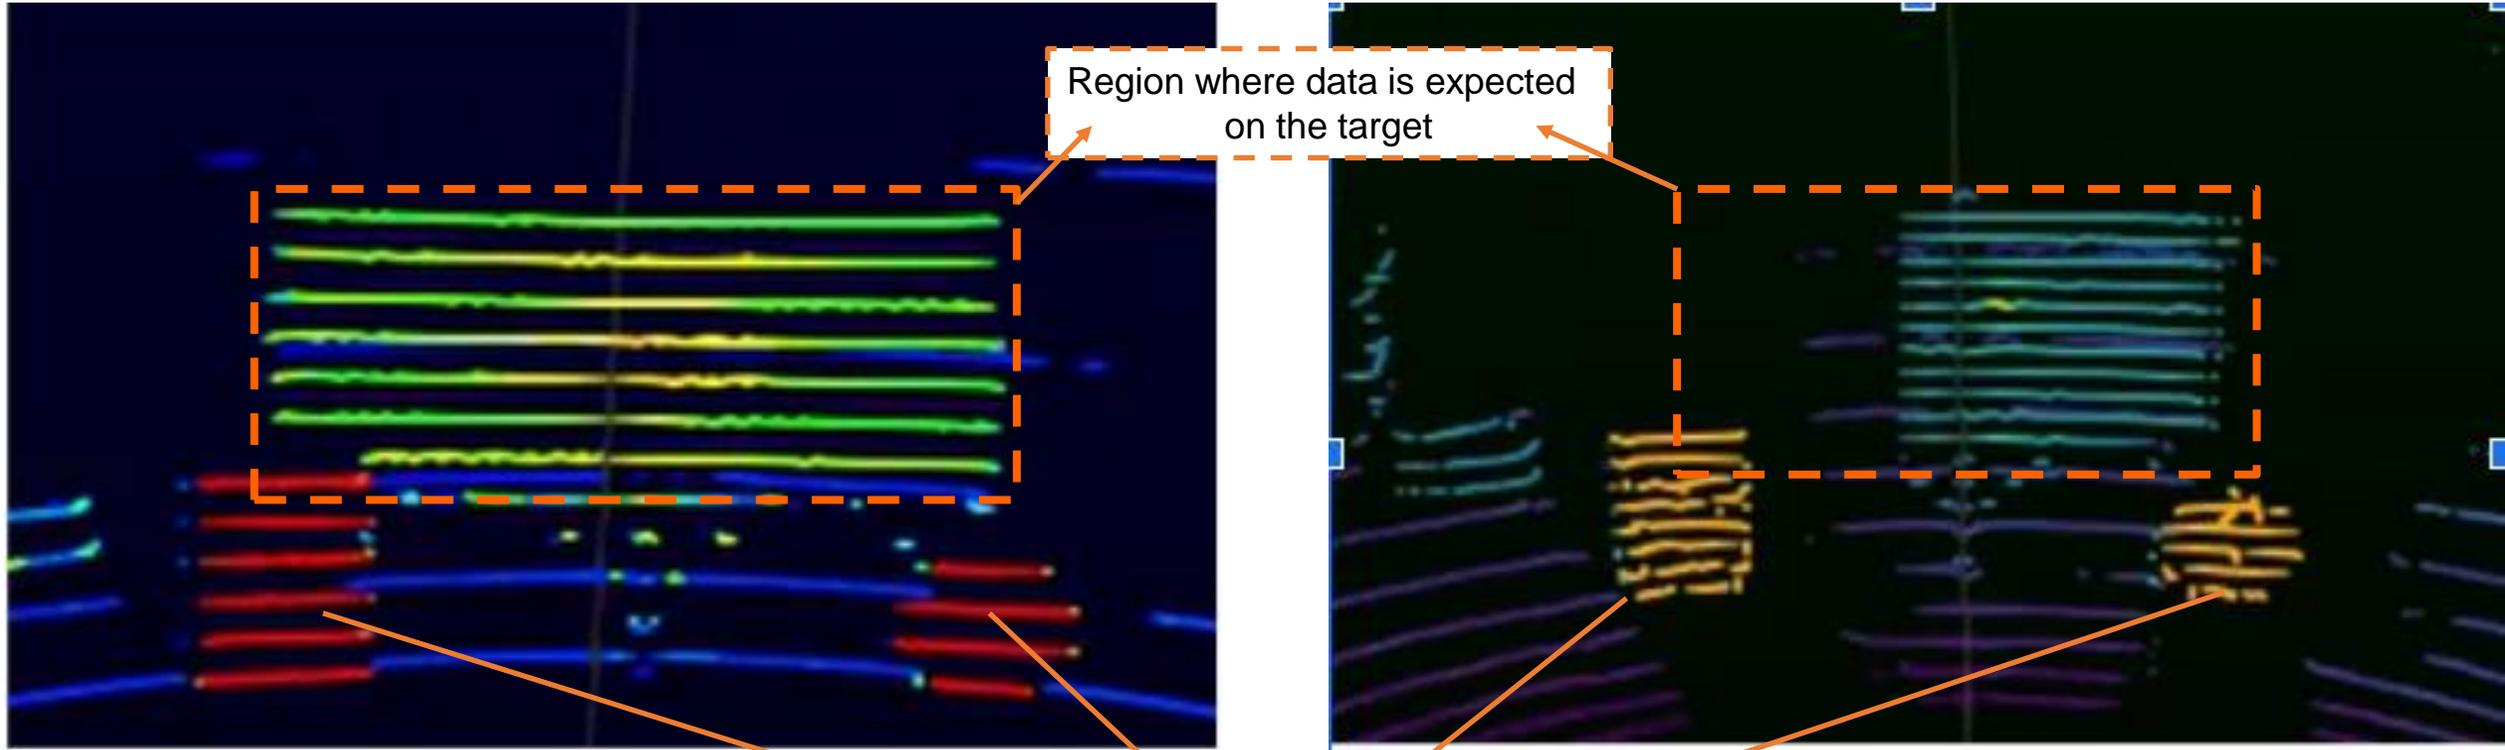 Region where data is expected
on the target